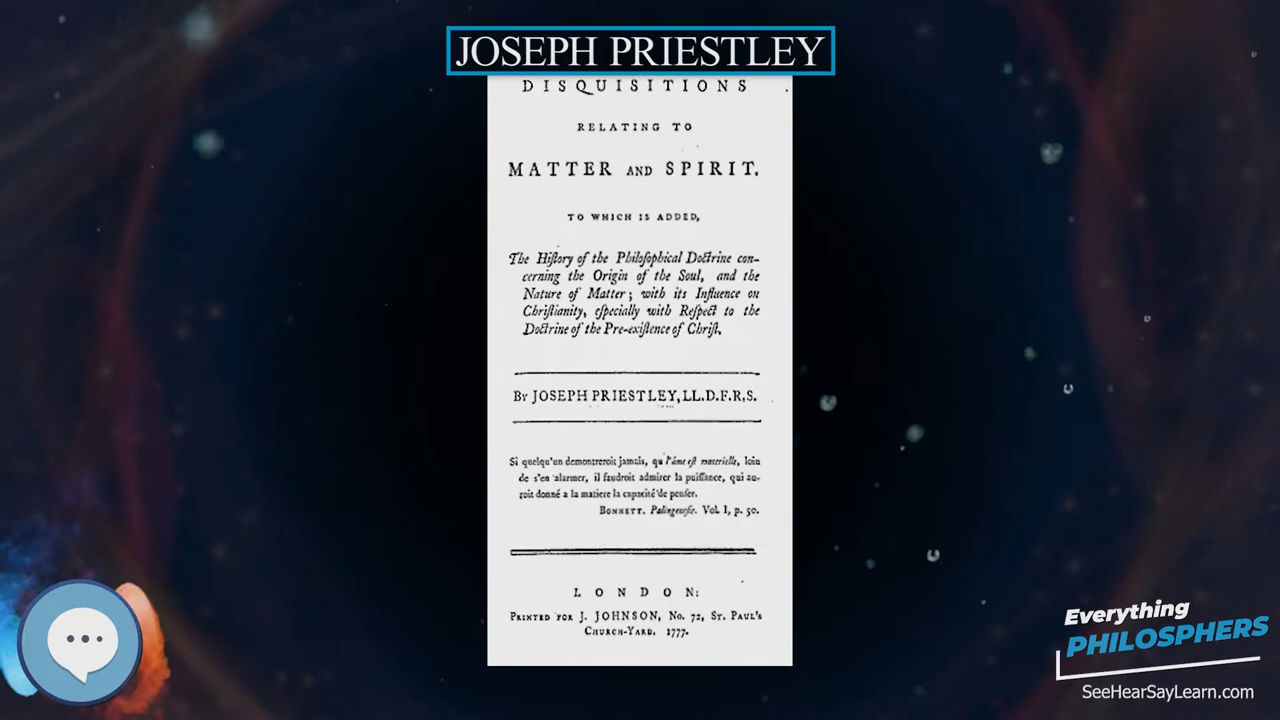 JOSEPH PRIESTLEY
DISQUISITIONS
RELATING TO
MATTER AND SPIRIT.
TO WHICH IS ADDED,
The Hiſtory of the Philoſophical Doctrine con-
cerning the Origin of the Soul, and the
Nature of Matter; with its Influence on
Chriſtianity, eſpecially with Reſpect to the
Doctrine of the Pre-exiſtence of Chriſt.
BY JOSEPH PRIESTLEY, LL.D.F.R.S.
Si quelqu'un demontreroit jamais, qu l'âme eſt materielle, loin
de s'en alarmer, il faudroit admirer la puiſſance, qui au-
roit donné a la matiere la capacité de penſer.
BONNETT. Palingeneſie. Vol. I, p. 50.
LONDON:
PRINTED FOR J. JOHNSON, No. 72, ST. PAUL'S
CHURCH-YARD. 1777.
Everything
PHILOSPHERS
SeeHearSayLearn.com